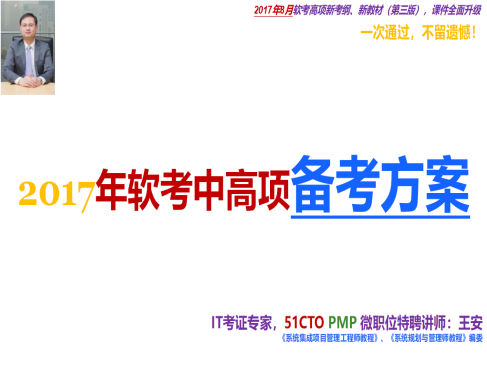 2017年8月软考高项新考纲、新教材（第三版），课件全面升级
一次通过，不留遗憾！
2017年软考中高项备考方案
IT考证专家，51CTO PMP 微职位特聘讲师：王安
《系统集成项目管理工程师教程》、《系统规划与管理师教程》编委